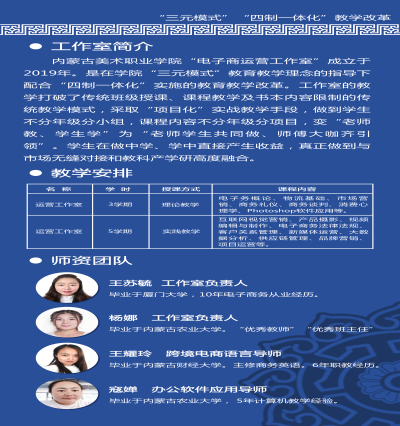 “三元模式” “四制一体化”教学改革
工作室简介
内蒙古美术职业学院“电子商运营工作室”成立于
2019年。是在学院“三元模式”教育教学理念的指导下
配合“四制一体化”实施的教育教学改革。工作室的教
学打破了传统班级授课、课程教学及书本内容限制的传
统教学模式，采取“项目化”实战教学手段，做到学生
不分年级分小组，课程内容不分年级分项目，变“老师
教、学生学”为“老师学生共同做、师傅大咖齐引
领”。学生在做中学、学中直接产生收益，真正做到与
市场无缝对接和教科产学研高度融合。
教学安排
名 称 学 时 授课方式 课程内容
运营工作室 3学期 理论教学 电子务概论、物流基础、市场营
销、商务礼仪、商务谈判、消费心
理学、Photoshop软件应用等。
运营工作室 5学期 实践教学 互联网视觉营销、产品摄影、视频
编辑与制作、电子商务法律法规、
客户关系管理、新媒体运营、大数
据分析、供应链管理、品牌营销、
项目运营等。
师资团队
王苏毓 工作室负责人
毕业于厦门大学，10年电子商务从业经历。
杨娜 工作室负责人
毕业于内蒙古农业大学。“优秀教师”“优秀班主任”
王耀玲 跨境电商语言导师
毕业于内蒙古财经大学。主修商务英语。6年职教经历。
寇婵 办公软件应用导师
毕业于内蒙古农业大学，5年计算机教学经验。